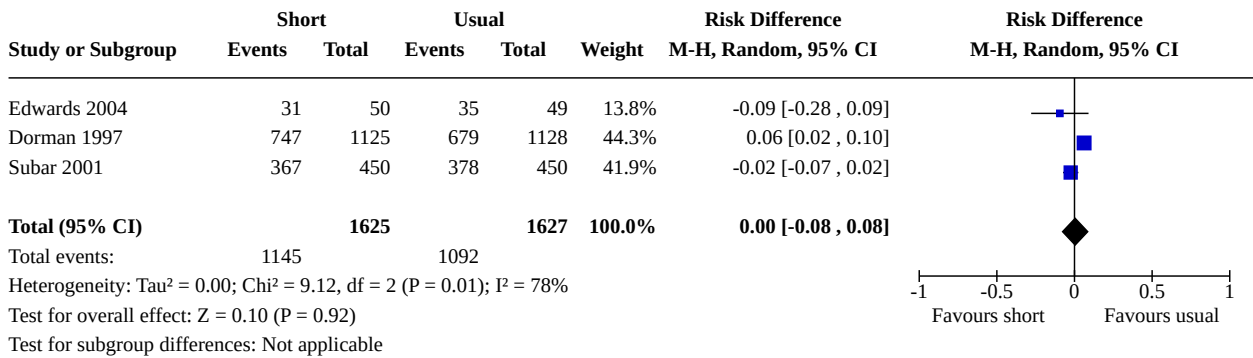 Short Usual Risk Difference Risk Difference
Study or Subgroup Events Total Events Total Weight M-H, Random, 95% CI M-H, Random, 95% CI
Edwards 2004 31 50 35 49 13.8% -0.09 [-0.28 , 0.09]
Dorman 1997 747 1125 679 1128 44.3% 0.06 [0.02 , 0.10]
Subar 2001 367 450 378 450 41.9% -0.02 [-0.07 , 0.02]
Total (95% CI) 1625 1627 100.0% 0.00 [-0.08 , 0.08]
Total events: 1145 1092
Heterogeneity: Tau² = 0.00; Chi² = 9.12, df = 2 (P = 0.01); I² = 78%
-1 -0.5 0 0.5 1
Test for overall effect: Z = 0.10 (P = 0.92) Favours short Favours usual
Test for subgroup differences: Not applicable